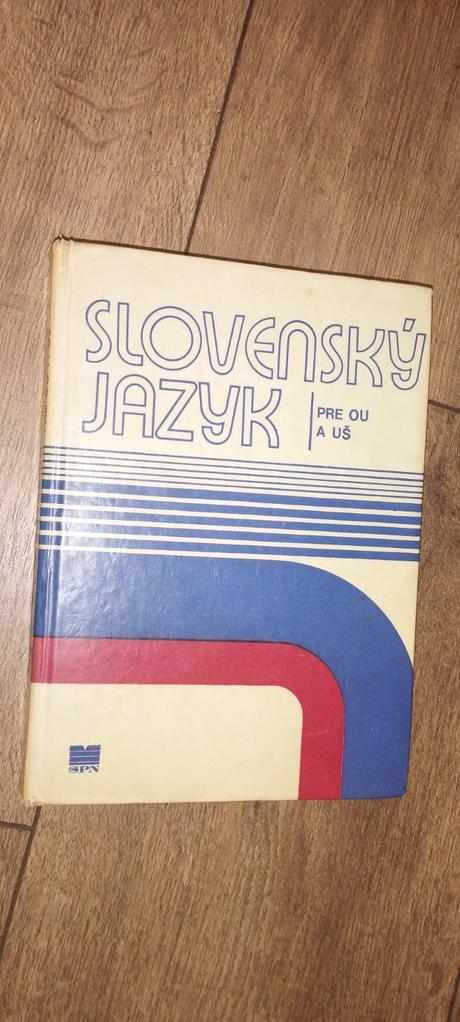 SLOVENSKÝ
JAZYK
PRE OU
A UŠ
SPN